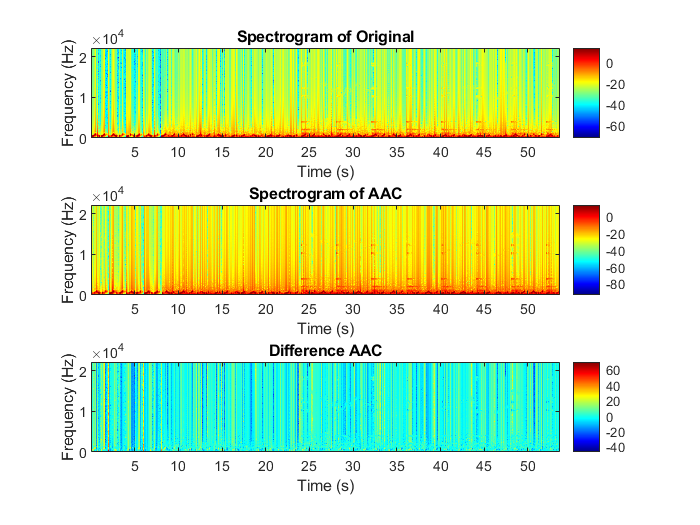 Spectrogram of Original
×10^4
Frequency (Hz)
2
1
0
5 10 15 20 25 30 35 40 45 50
Time (s)
0
-20
-40
-60
Spectrogram of AAC
×10^4
Frequency (Hz)
2
1
0
5 10 15 20 25 30 35 40 45 50
Time (s)
0
-20
-40
-60
-80
Difference AAC
×10^4
Frequency (Hz)
2
1
0
5 10 15 20 25 30 35 40 45 50
Time (s)
60
40
20
0
-20
-40